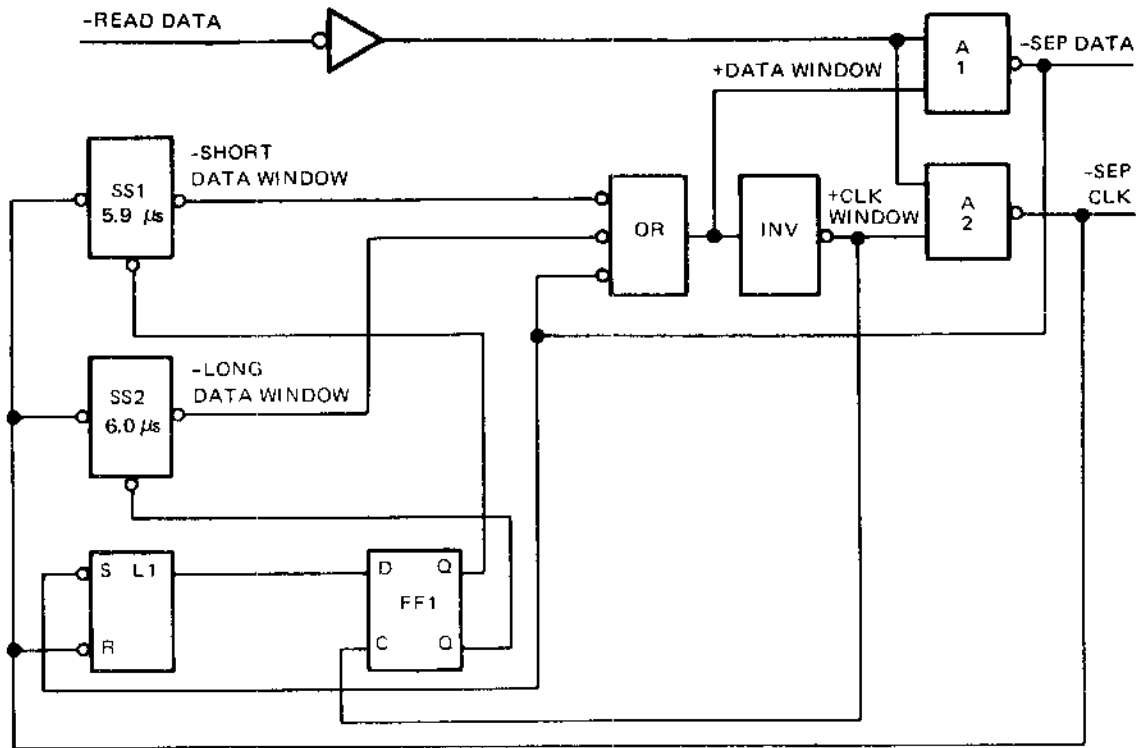 -READ DATA
A
1
-SEP DATA
+DATA WINDOW
-SHORT
DATA WINDOW
SS1
5.9 µs
OR
INV
+CLK
WINDOW
A
2
-SEP
CLK
-LONG
DATA WINDOW
SS2
6.0 µs
S L1
R
D Q
FF1
C Q